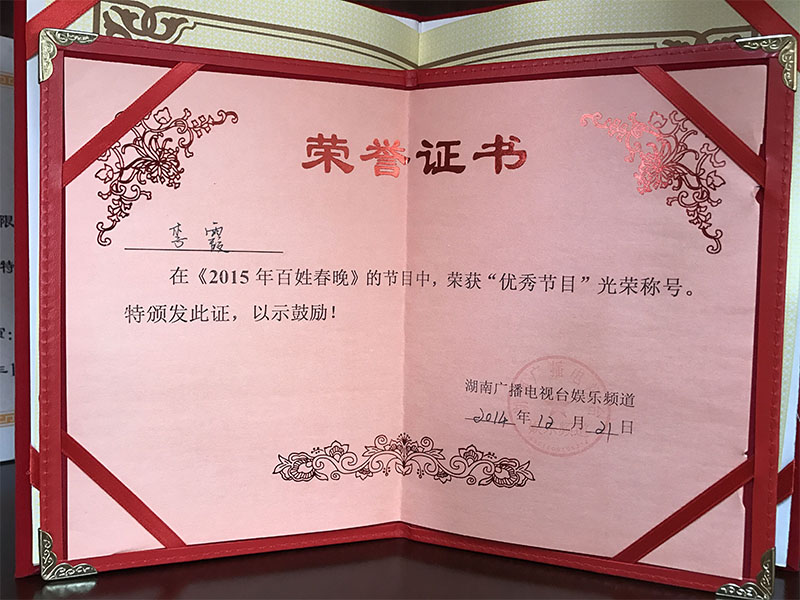 荣誉证书
李霞
在《2015年百姓春晚》的节目中，荣获“优秀节目”光荣称号。
特颁发此证，以示鼓励！
湖南广播电视台娱乐频道
2014年12月21日
限
特